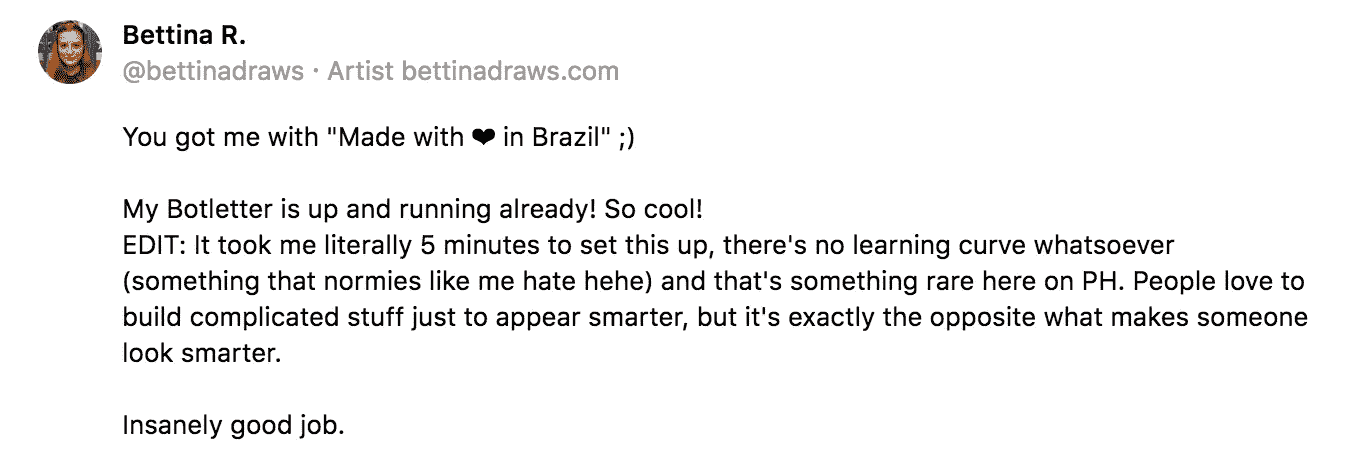 Bettina R.
@bettinadraws · Artist bettinadraws.com
You got me with "Made with ❤ in Brazil" ;)
My Botletter is up and running already! So cool!
EDIT: It took me literally 5 minutes to set this up, there's no learning curve whatsoever
(something that normies like me hate hehe) and that's something rare here on PH. People love to
build complicated stuff just to appear smarter, but it's exactly the opposite what makes someone
look smarter.
Insanely good job.